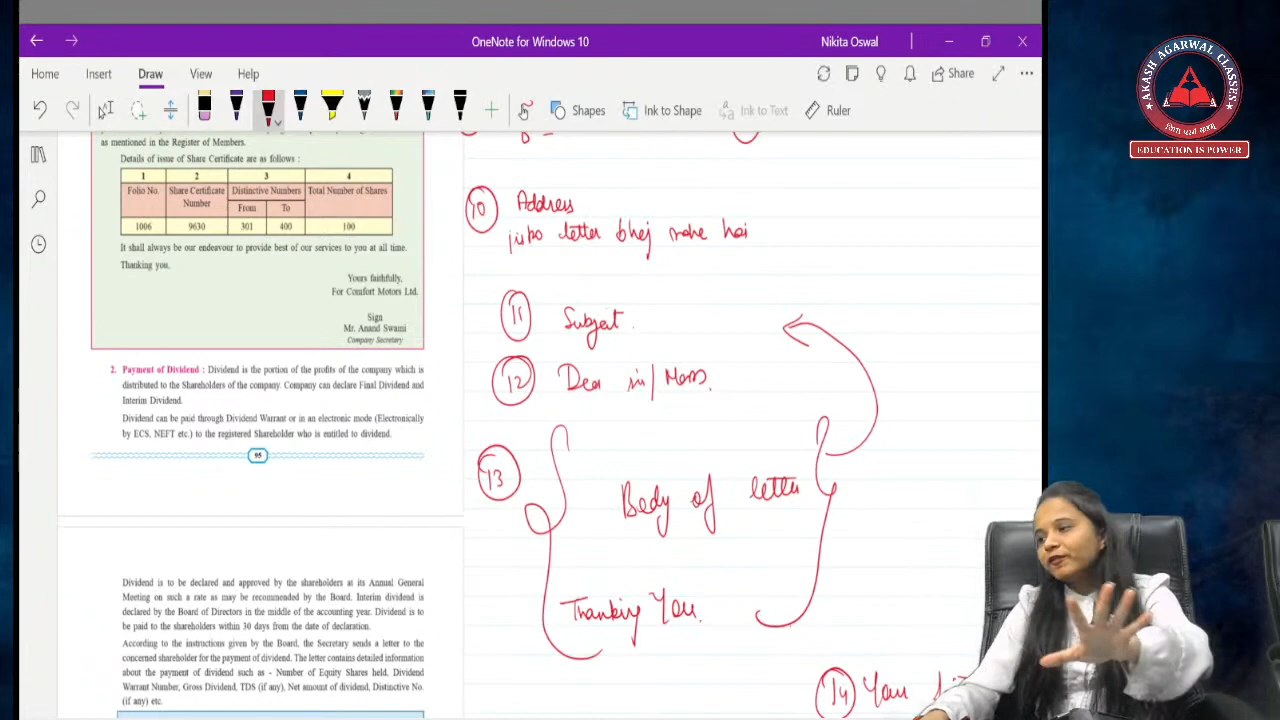 OneNote for Windows 10
Nikita Oswal
Home Insert Draw View Help
Share
Shapes
Ink to Shape
Ink to Text
Ruler
as mentioned in the Register of Members.
Details of issue of Share Certificate are as follows :
1 2 3 4
Folio No. Share Certificate Number Distinctive Numbers Total Number of Shares
From To
1006 9630 301 400 100
It shall always be our endeavour to provide best of our services to you at all time.
Thanking you,
Yours faithfully,
For Comfort Motors Ltd.
Sign
Mr. Anand Swami
Company Secretary
2. Payment of Dividend : Dividend is the portion of the profits of the company which is
distributed to the Shareholders of the company. Company can declare Final Dividend and
Interim Dividend.
Dividend can be paid through Dividend Warrant or in an electronic mode (Electronically
by ECS, NEFT etc.) to the registered Shareholder who is entitled to dividend.
95
Dividend is to be declared and approved by the shareholders at its Annual General
Meeting on such a rate as may be recommended by the Board. Interim dividend is
declared by the Board of Directors in the middle of the accounting year. Dividend is to
be paid to the shareholders within 30 days from the date of declaration.
According to the instructions given by the Board, the Secretary sends a letter to the
concerned shareholder for the payment of dividend. The letter contains detailed information
about the payment of dividend such as - Number of Equity Shares held, Dividend
Warrant Number, Gross Dividend, TDS (if any), Net amount of dividend, Distinctive No.
(if any) etc.
10 Address
letter bhej rahe hai
11 Subject.
12 Dear Sir/Mam.
13
Body of letter
Thanking You.
14 Your
AKASH AGARWAL CLASSES
EDUCATION IS POWER